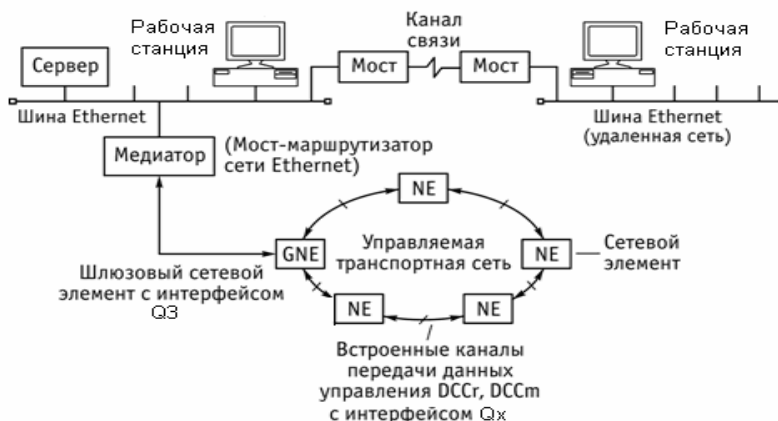 Рабочая
станция
Сервер
Шина Ethernet
Канал
связи
Мост
Мост
Рабочая
станция
Шина Ethernet
(удаленная сеть)
Медиатор
(Мост-маршрутизатор
сети Ethernet)
NE
GNE
Управляемая
транспортная сеть
NE
Сетевой
элемент
Шлюзовый сетевой
элемент с интерфейсом
Q3
NE
NE
Встроенные каналы
передачи данных
управления DCCr, DCCm
с интерфейсом Qx